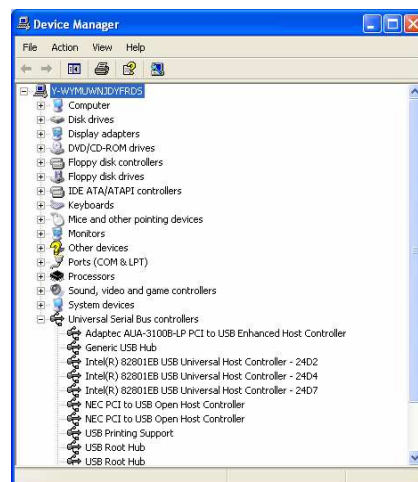 Device Manager
File Action View Help
Y-WYMUWNJDYFRDS
Computer
Disk drives
Display adapters
DVD/CD-ROM drives
Floppy disk controllers
Floppy disk drives
IDE ATA/ATAPI controllers
Keyboards
Mice and other pointing devices
Monitors
Other devices
Ports (COM & LPT)
Processors
Sound, video and game controllers
System devices
Universal Serial Bus controllers
Adaptec AUA-3100B-LP PCI to USB Enhanced Host Controller
Generic USB Hub
Intel(R) 82801EB USB Universal Host Controller - 24D2
Intel(R) 82801EB USB Universal Host Controller - 24D4
Intel(R) 82801EB USB Universal Host Controller - 24D7
NEC PCI to USB Open Host Controller
NEC PCI to USB Open Host Controller
USB Printing Support
USB Root Hub
USB Root Hub